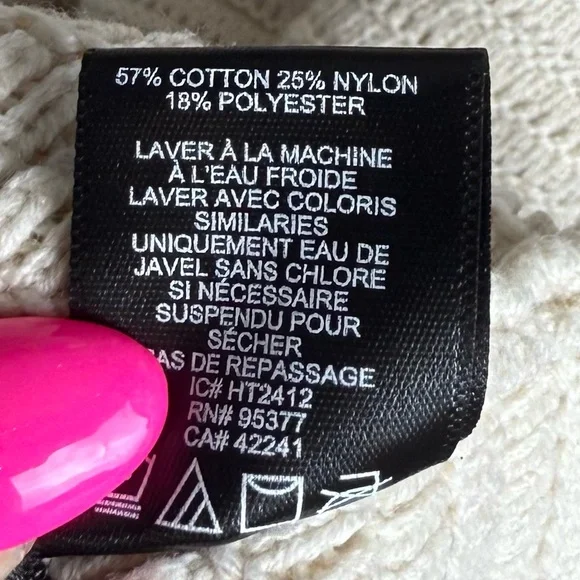 57% COTTON 25% NYLON
18% POLYESTER
LAVER À LA MACHINE
À L'EAU FROIDE
LAVER AVEC COLORIS
SIMILARIES
UNIQUEMENT EAU DE
JAVEL SANS CHLORE
SI NÉCESSAIRE
SUSPENDU POUR
SÉCHER
DE REPASSAGE
IC# HT2412
RN# 95377
CA# 42241